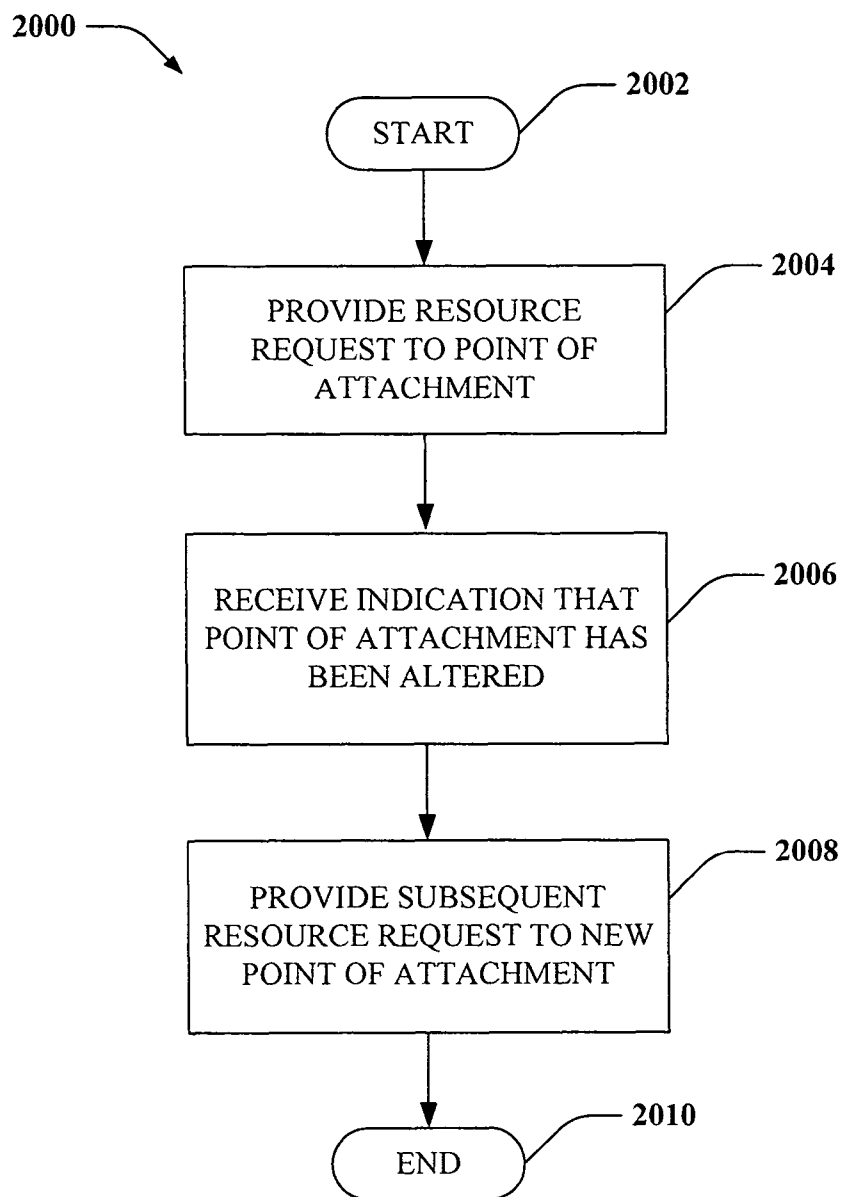 2000
2002
START
2004
PROVIDE RESOURCE
REQUEST TO POINT OF
ATTACHMENT
2006
RECEIVE INDICATION THAT
POINT OF ATTACHMENT HAS
BEEN ALTERED
2008
PROVIDE SUBSEQUENT
RESOURCE REQUEST TO NEW
POINT OF ATTACHMENT
2010
END